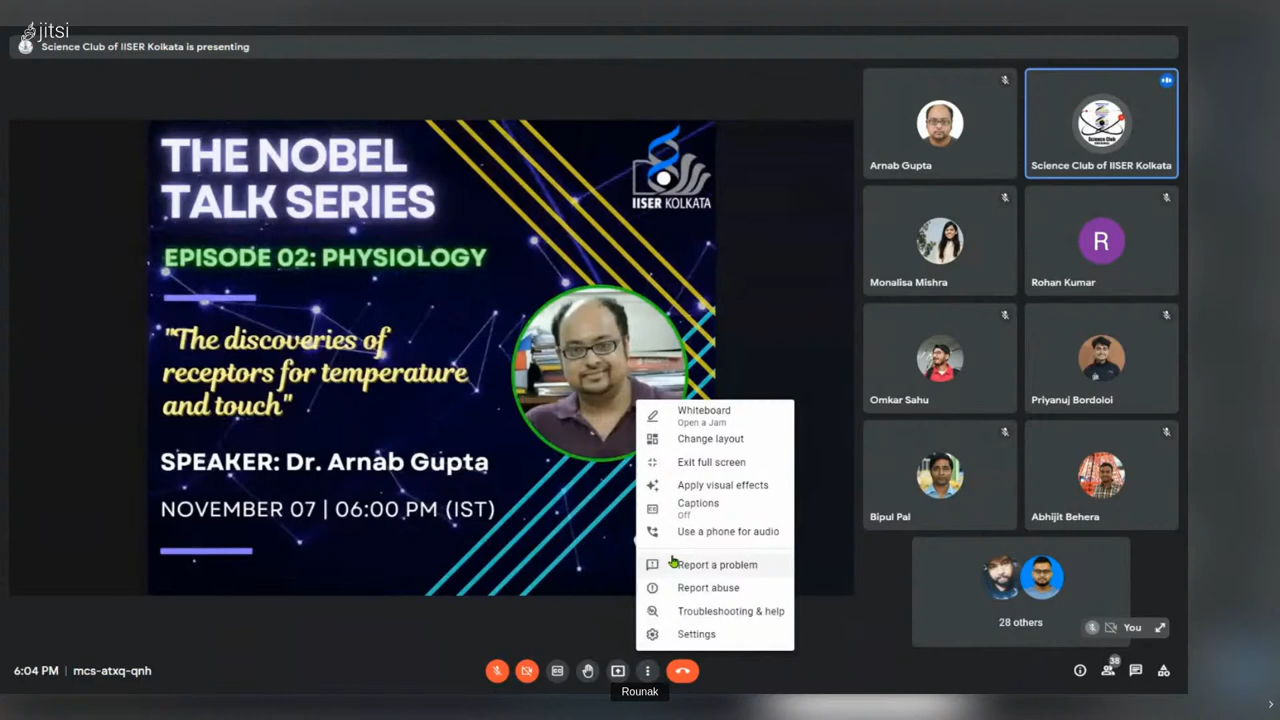 jitsi
Science Club of IISER Kolkata is presenting
THE NOBEL
TALK SERIES
EPISODE 02: PHYSIOLOGY
"The discoveries of
receptors for temperature
and touch"
SPEAKER: Dr. Arnab Gupta
NOVEMBER 07 | 06:00 PM (IST)
IISER KOLKATA
Whiteboard
Open a Jam
Change layout
Exit full screen
Apply visual effects
Captions
Off
Use a phone for audio
Report a problem
Report abuse
Troubleshooting & help
Settings
Arnab Gupta
Science Club of IISER Kolkata
Monalisa Mishra
R
Rohan Kumar
Omkar Sahu
Priyanuj Bordoloi
Bipul Pal
Abhijit Behera
28 others
You
6:04 PM | mcs-atxq-qnh
38
Rounak